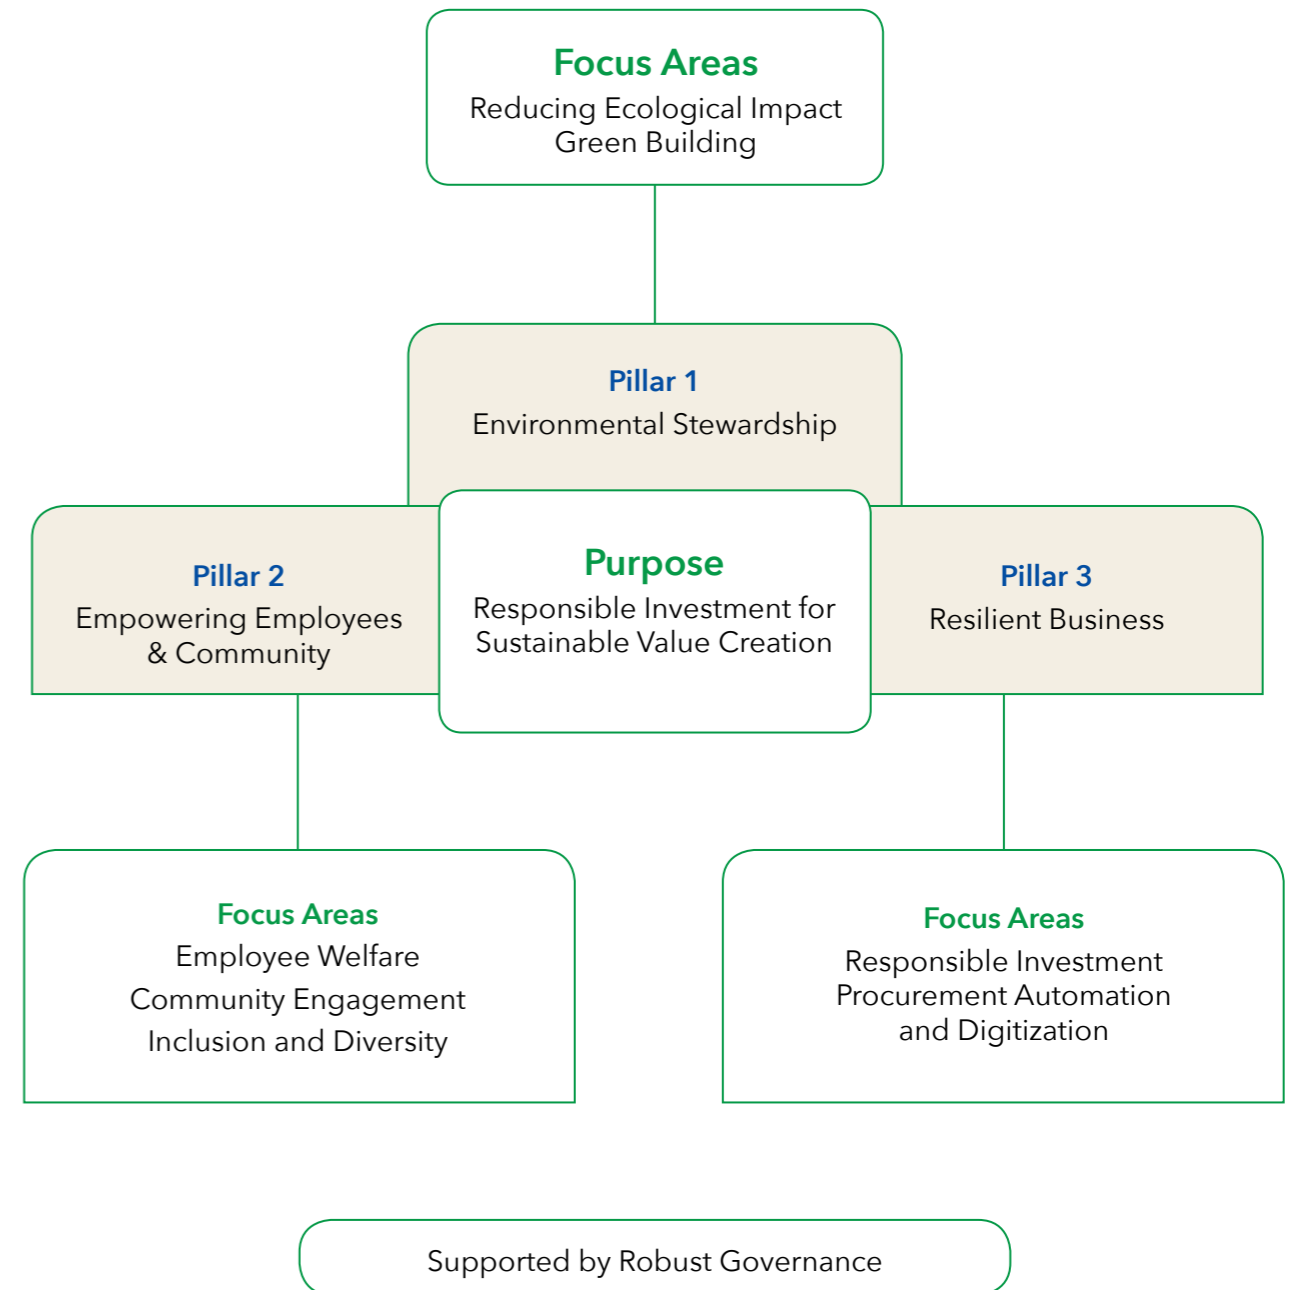 Focus Areas
Reducing Ecological Impact
Green Building
Pillar 1
Environmental Stewardship
Pillar 2
Empowering Employees
& Community
Purpose
Responsible Investment for
Sustainable Value Creation
Pillar 3
Resilient Business
Focus Areas
Employee Welfare
Community Engagement
Inclusion and Diversity
Focus Areas
Responsible Investment
Procurement Automation
and Digitization
Supported by Robust Governance